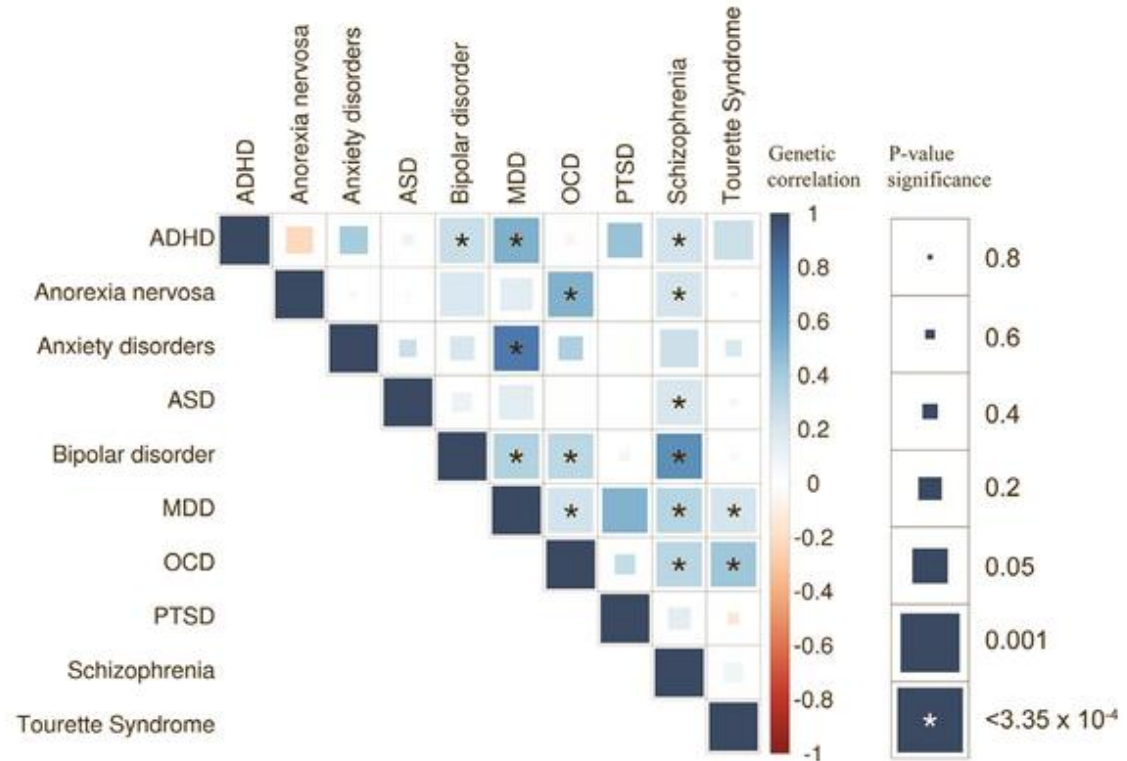 ADHD
Anorexia nervosa
Anxiety disorders
ASD
Bipolar disorder
MDD
OCD
PTSD
Schizophrenia
Tourette Syndrome
Genetic
correlation
P-value
significance
ADHD * * *
Anorexia nervosa * *
Anxiety disorders *
ASD *
Bipolar disorder * * *
MDD * * *
OCD * *
PTSD
Schizophrenia
Tourette Syndrome
1
0.8
0.6
0.4
0.2
0
-0.2
-0.4
-0.6
-0.8
-1
0.8
0.6
0.4
0.2
0.05
0.001
* <3.35 x 10⁻⁴